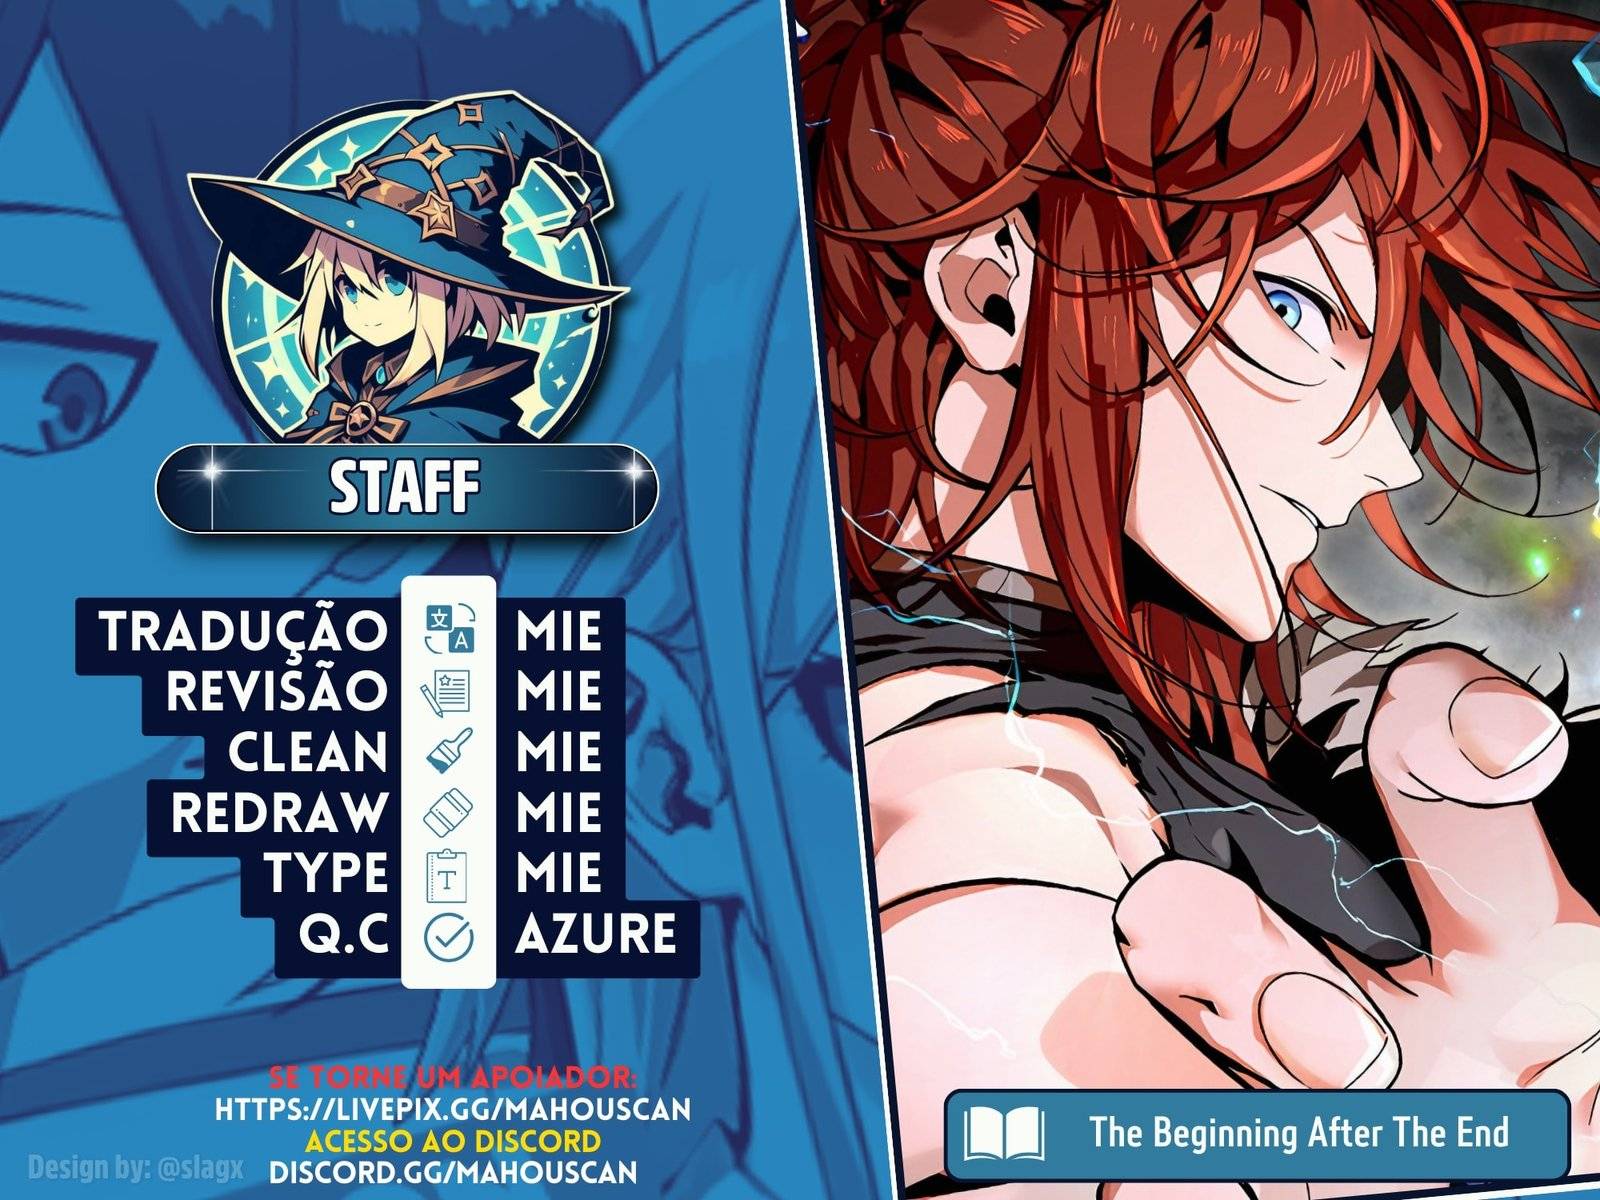 STAFF
TRADUÇÃO MIE
REVISÃO MIE
CLEAN MIE
REDRAW MIE
TYPE MIE
Q.C AZURE
SE TORNE UM APOIADOR:
HTTPS://LIVEPIX.GG/MAHOUSCAN
ACESSO AO DISCORD
DISCORD.GG/MAHOUSCAN
Design by: @slagx
The Beginning After The End